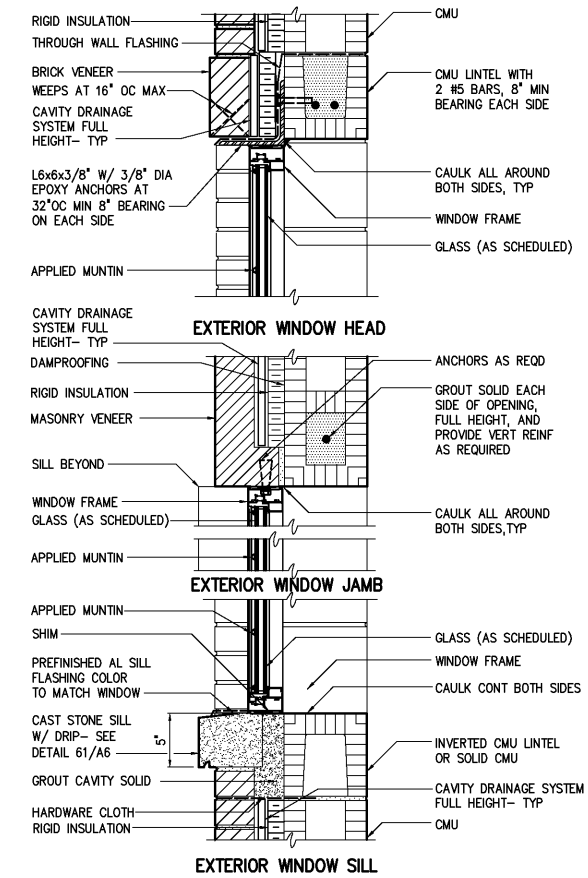 RIGID INSULATION
THROUGH WALL FLASHING
BRICK VENEER
WEEPS AT 16" OC MAX
CAVITY DRAINAGE
SYSTEM FULL
HEIGHT- TYP
L6x6x3/8" W/ 3/8" DIA
EPOXY ANCHORS AT
32"OC MIN 8" BEARING
ON EACH SIDE
APPLIED MUNTIN
CMU
CMU LINTEL WITH
2 #5 BARS, 8" MIN
BEARING EACH SIDE
CAULK ALL AROUND
BOTH SIDES, TYP
WINDOW FRAME
GLASS (AS SCHEDULED)
EXTERIOR WINDOW HEAD
CAVITY DRAINAGE
SYSTEM FULL
HEIGHT- TYP
DAMPROOFING
RIGID INSULATION
MASONRY VENEER
SILL BEYOND
WINDOW FRAME
GLASS (AS SCHEDULED)
APPLIED MUNTIN
ANCHORS AS REQD
GROUT SOLID EACH
SIDE OF OPENING,
FULL HEIGHT, AND
PROVIDE VERT REINF
AS REQUIRED
CAULK ALL AROUND
BOTH SIDES,TYP
EXTERIOR WINDOW JAMB
APPLIED MUNTIN
SHIM
PREFINISHED AL SILL
FLASHING COLOR
TO MATCH WINDOW
CAST STONE SILL
W/ DRIP- SEE
DETAIL 61/A6
5"
GROUT CAVITY SOLID
HARDWARE CLOTH
RIGID INSULATION
GLASS (AS SCHEDULED)
WINDOW FRAME
CAULK CONT BOTH SIDES
INVERTED CMU LINTEL
OR SOLID CMU
CAVITY DRAINAGE SYSTEM
FULL HEIGHT- TYP
CMU
EXTERIOR WINDOW SILL